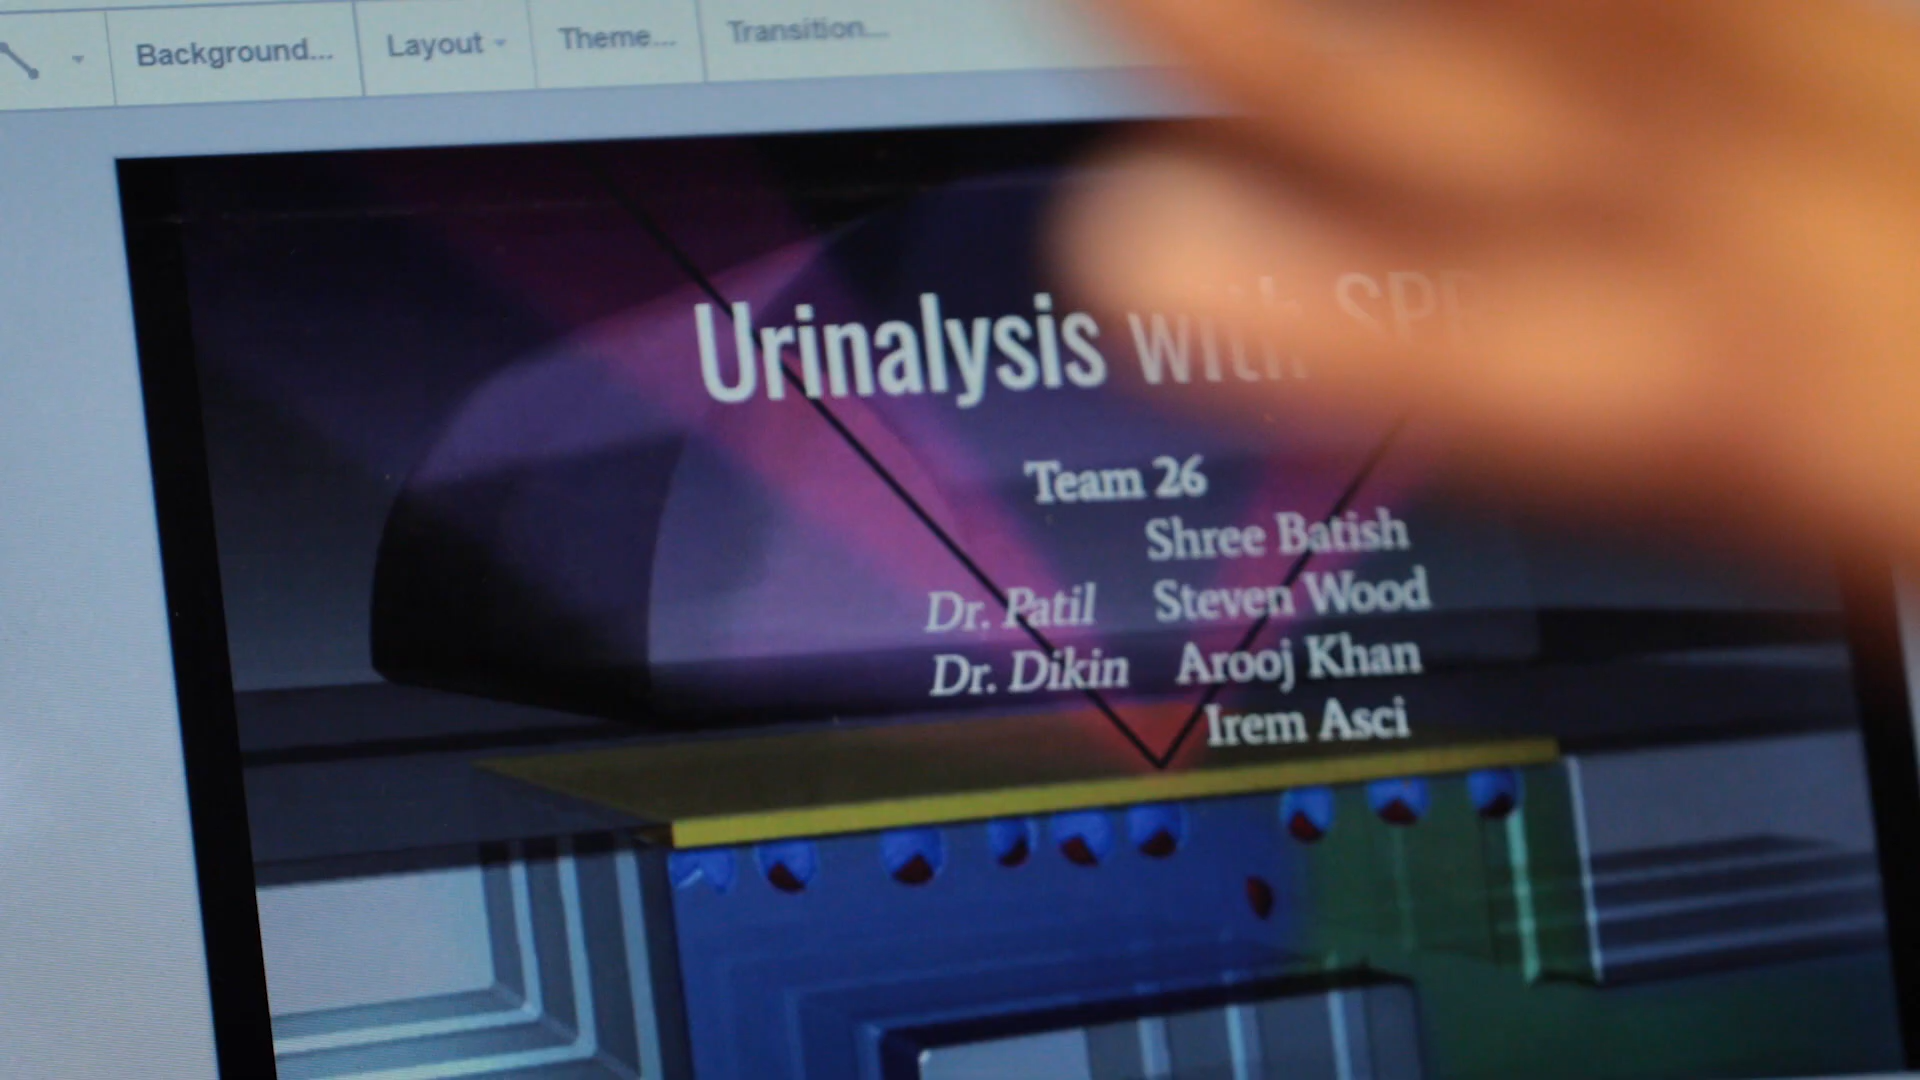 Background... Layout Theme... Transition...
Urinalysis with
Team 26
Shree Batish
Dr. Patil Steven Wood
Dr. Dikin Arooj Khan
Irem Asci